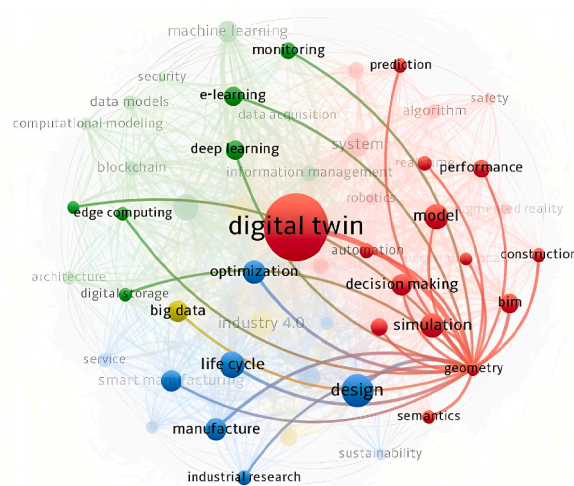 machine learning
monitoring
prediction
security
e-learning
data models
safety
data acquisition
algorithm
computational modeling
system
deep learning
blockchain
information management
performance
robotics
edge computing
model
augmented reality
digital twin
automation
construction
optimization
architecture
decision making
digital storage
bim
big data
industry 4.0
simulation
service
life cycle
geometry
smart manufacturing
design
semantics
manufacture
sustainability
industrial research